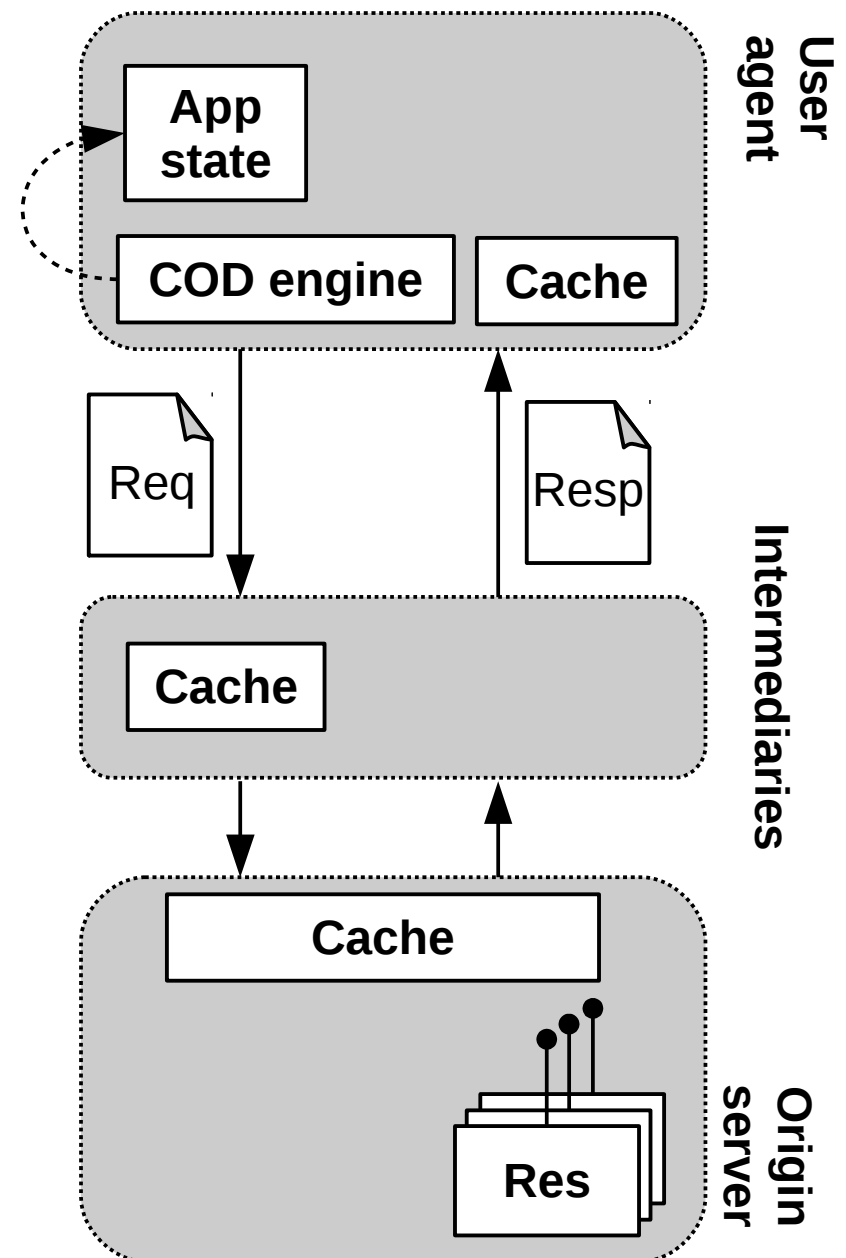 User
agent
App
state
COD engine
Cache
Req
Resp
Intermediaries
Cache
Cache
Origin
server
Res